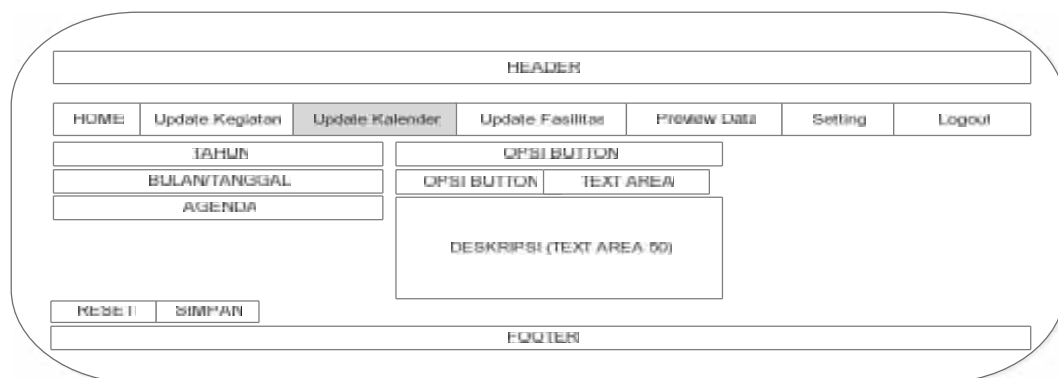 HEADER
HOME Update Kegiatan Update Kalender Update Fasilitas Preview Data Setting Logout
TAHUN OPSI BUTTON
BULAN/TANGGAL OPSI BUTTON TEXT AREA
AGENDA
DESKRIPSI (TEXT AREA 50)
RESET SIMPAN
FOOTER